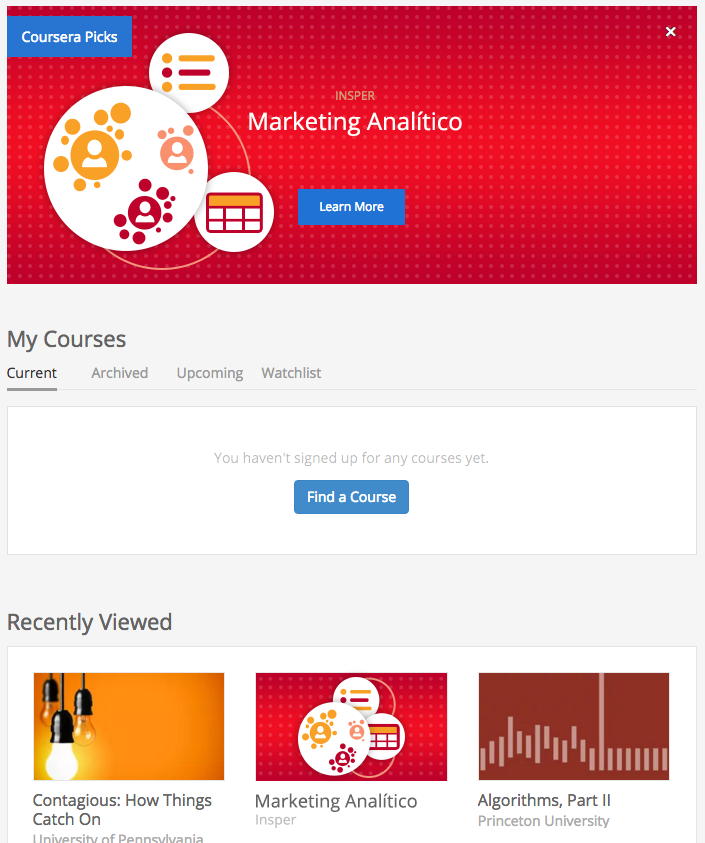 Coursera Picks
×
INSPER
Marketing Analítico
Learn More
My Courses
Current Archived Upcoming Watchlist
You haven't signed up for any courses yet.
Find a Course
Recently Viewed
Contagious: How Things
Catch On
University of Pennsylvania
Marketing Analítico
Insper
Algorithms, Part II
Princeton University